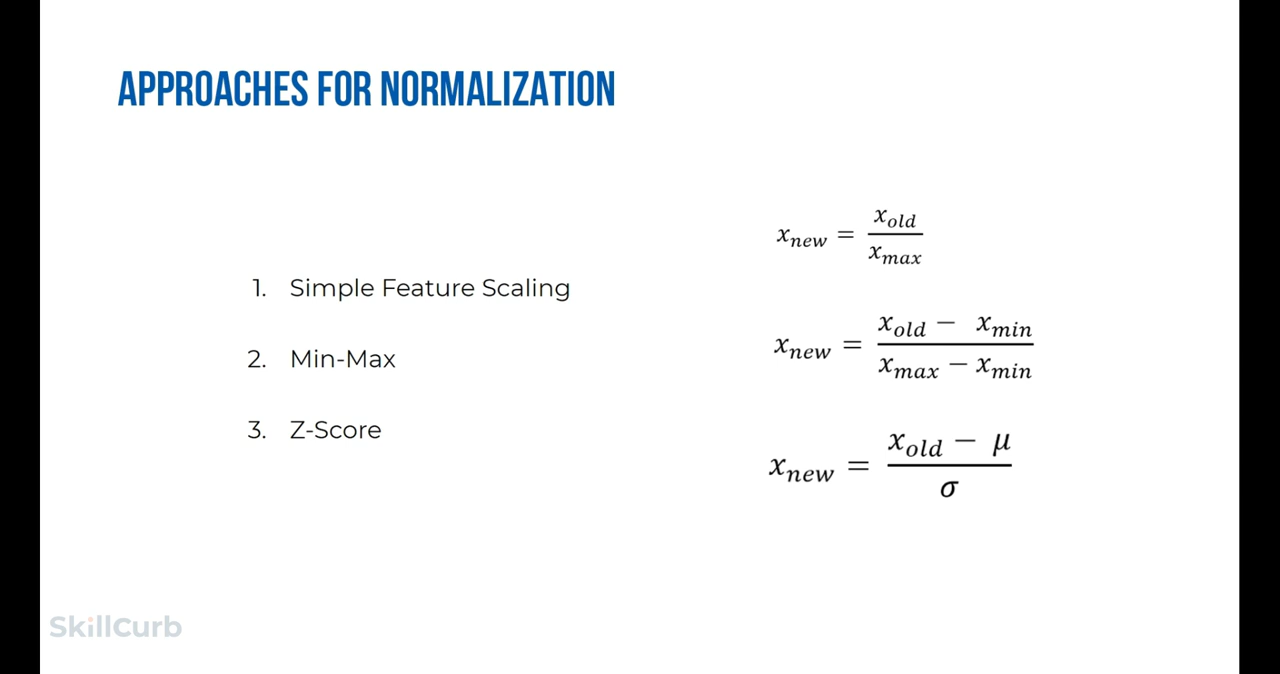 APPROACHES FOR NORMALIZATION
x_new = x_old / x_max
1. Simple Feature Scaling
x_new = (x_old − x_min) / (x_max − x_min)
2. Min-Max
3. Z-Score
x_new = (x_old − μ) / σ
SkillCurb